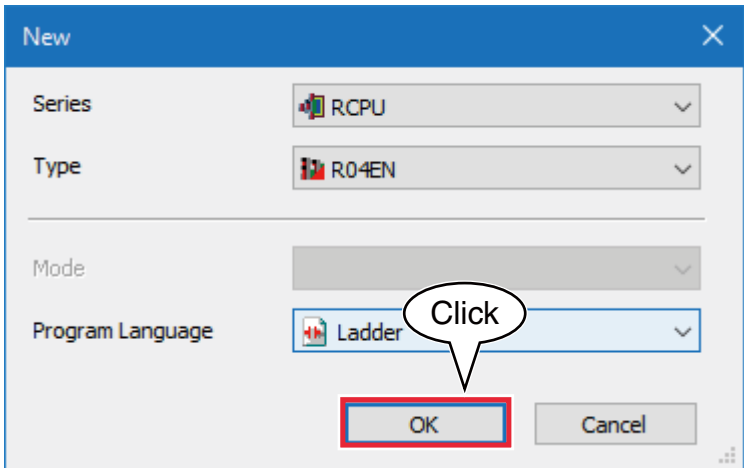 New
Series RCPU
Type R04EN
Mode
Program Language Ladder
Click
OK Cancel